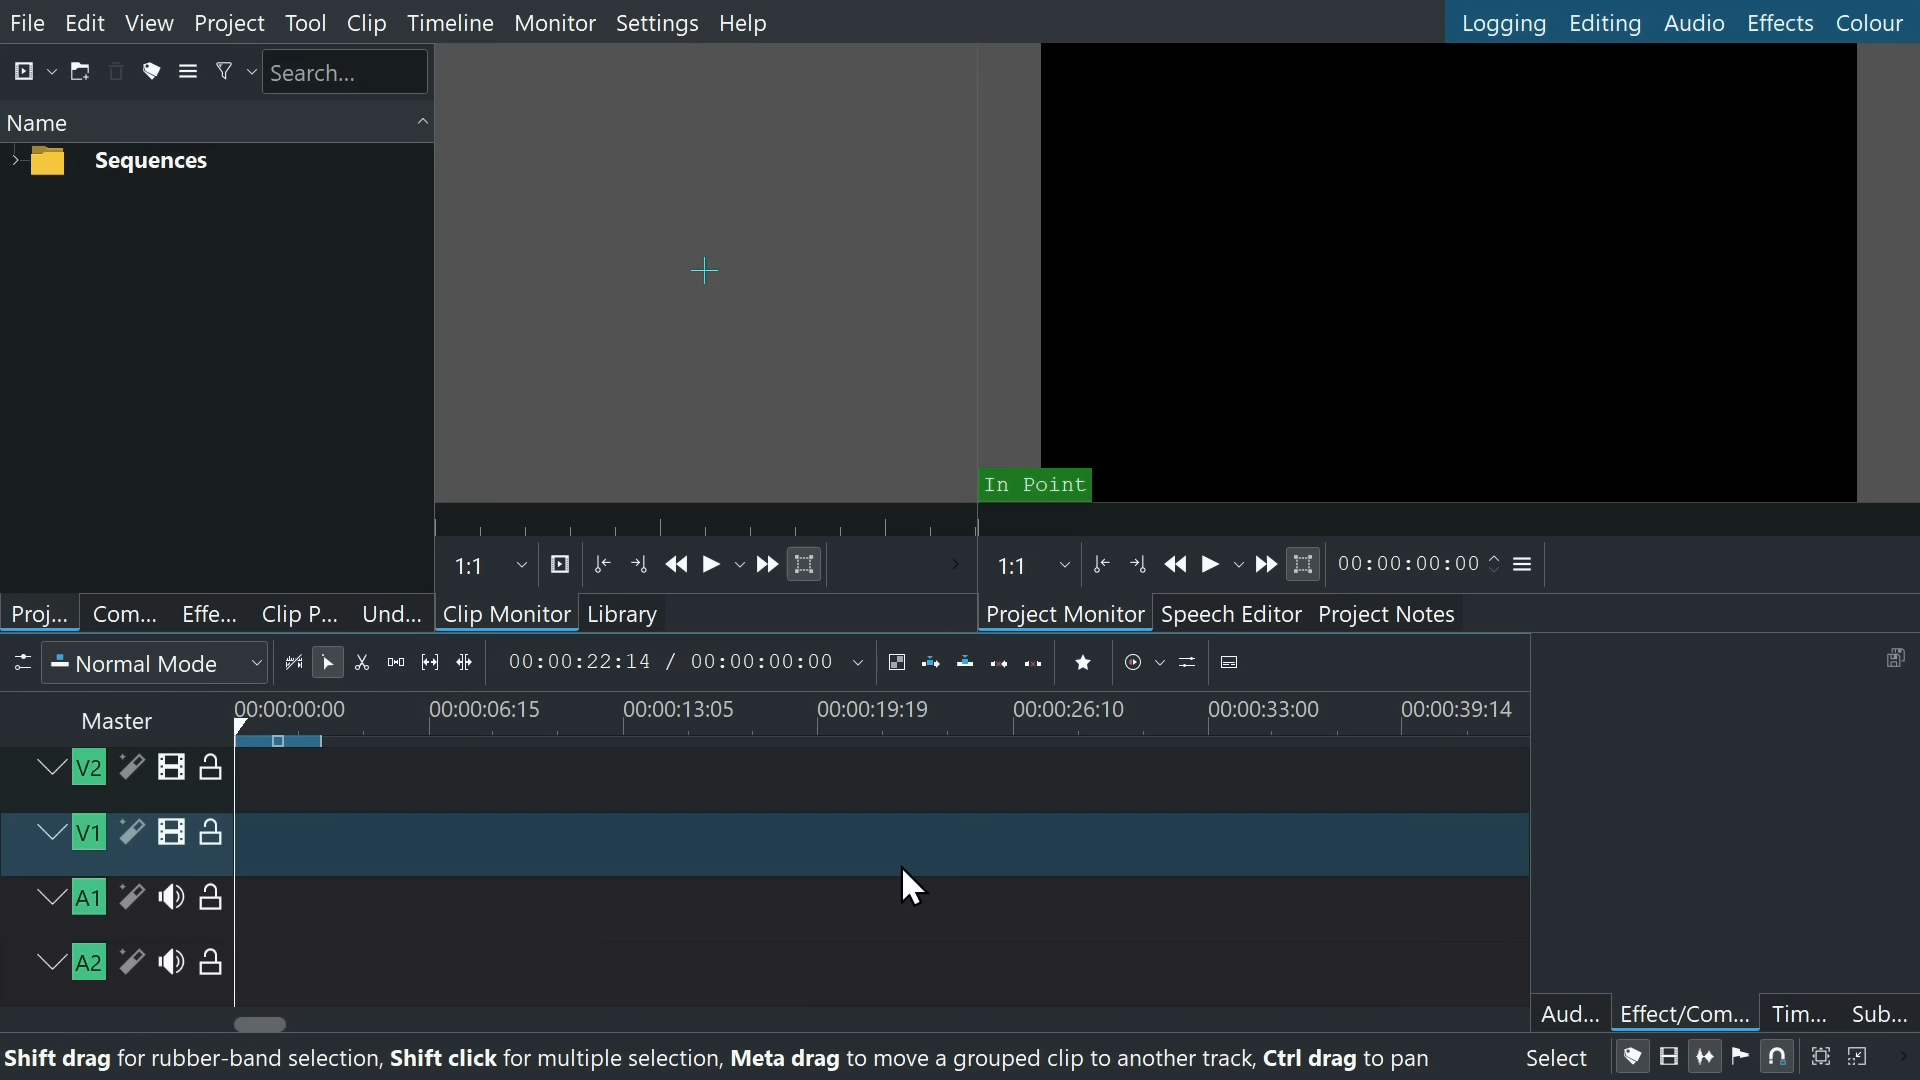 File Edit View Project Tool Clip Timeline Monitor Settings Help
Logging Editing Audio Effects Colour
Search...
Name
Sequences
In Point
1:1
1:1 00:00:00:00
Proj... Com... Effe... Clip P... Und...
Clip Monitor Library
Project Monitor Speech Editor Project Notes
Normal Mode 00:00:22:14 / 00:00:00:00
Master 00:00:00:00 00:00:06:15 00:00:13:05 00:00:19:19 00:00:26:10 00:00:33:00 00:00:39:14
V2
V1
A1
A2
Aud... Effect/Com... Tim... Sub...
Shift drag for rubber-band selection, Shift click for multiple selection, Meta drag to move a grouped clip to another track, Ctrl drag to pan
Select